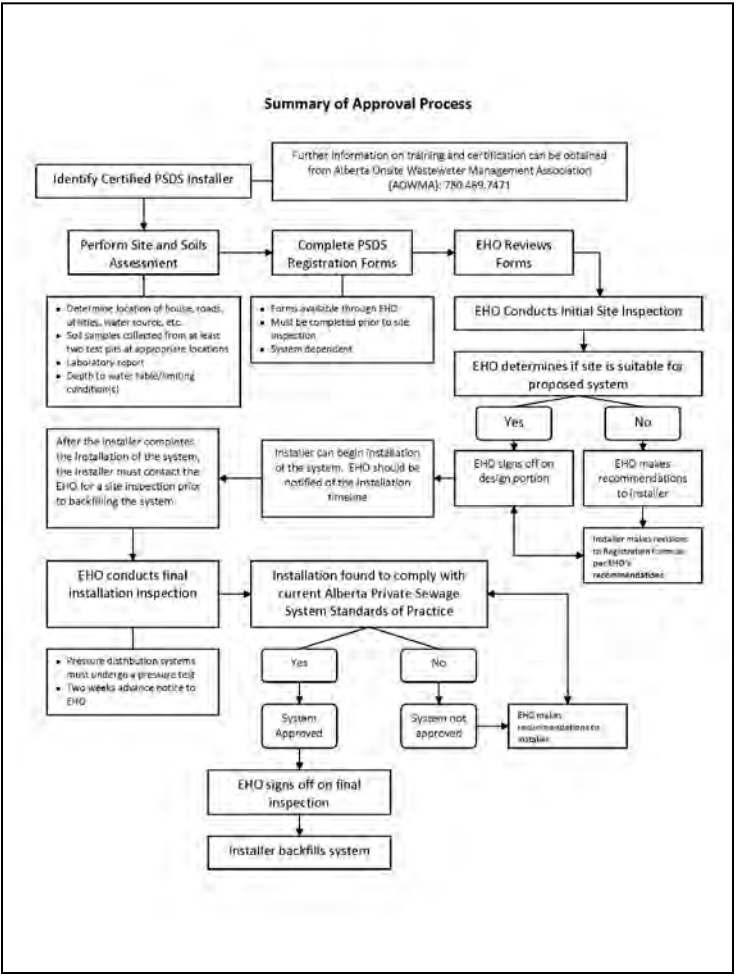 Summary of Approval Process
Identify Certified PSDS Installer
Further information on training and certification can be obtained
from Alberta Onsite Wastewater Management Association
(AOWMA): 780.489.7471
Perform Site and Soils
Assessment
Complete PSDS
Registration Forms
EHO Reviews
Forms
• Determine location of house, roads,
utilities, water source, etc.
• Soil samples collected from at least
two test pits at appropriate locations
• Laboratory report
• Depth to water table/limiting
condition(s)
• Forms available through EHO
• Must be completed prior to site
inspection
• System dependent
EHO Conducts Initial Site Inspection
EHO determines if site is suitable for
proposed system
Yes
No
After the installer completes
the installation of the system,
the installer must contact the
EHO for a site inspection prior
to backfilling the system
Installer can begin installation
of the system. EHO should be
notified of the installation
timeline
EHO signs off on
design portion
EHO makes
recommendations
to installer
Installer makes revisions
to Registration form as
per EHO's
recommendations
EHO conducts final
installation inspection
Installation found to comply with
current Alberta Private Sewage
System Standards of Practice
• Pressure distribution systems
must undergo a pressure test
• Two weeks advance notice to
EHO
Yes
No
System
Approved
System not
approved
EHO makes
recommendations to
installer
EHO signs off on final
inspection
Installer backfills system